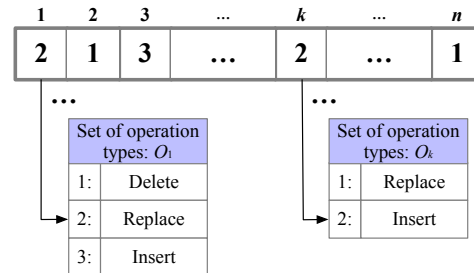 1 2 3 ... k ... n
2 1 3 ... 2 ... 1
... ...
Set of operation types: O1
1: Delete
2: Replace
3: Insert
Set of operation types: Ok
1: Replace
2: Insert